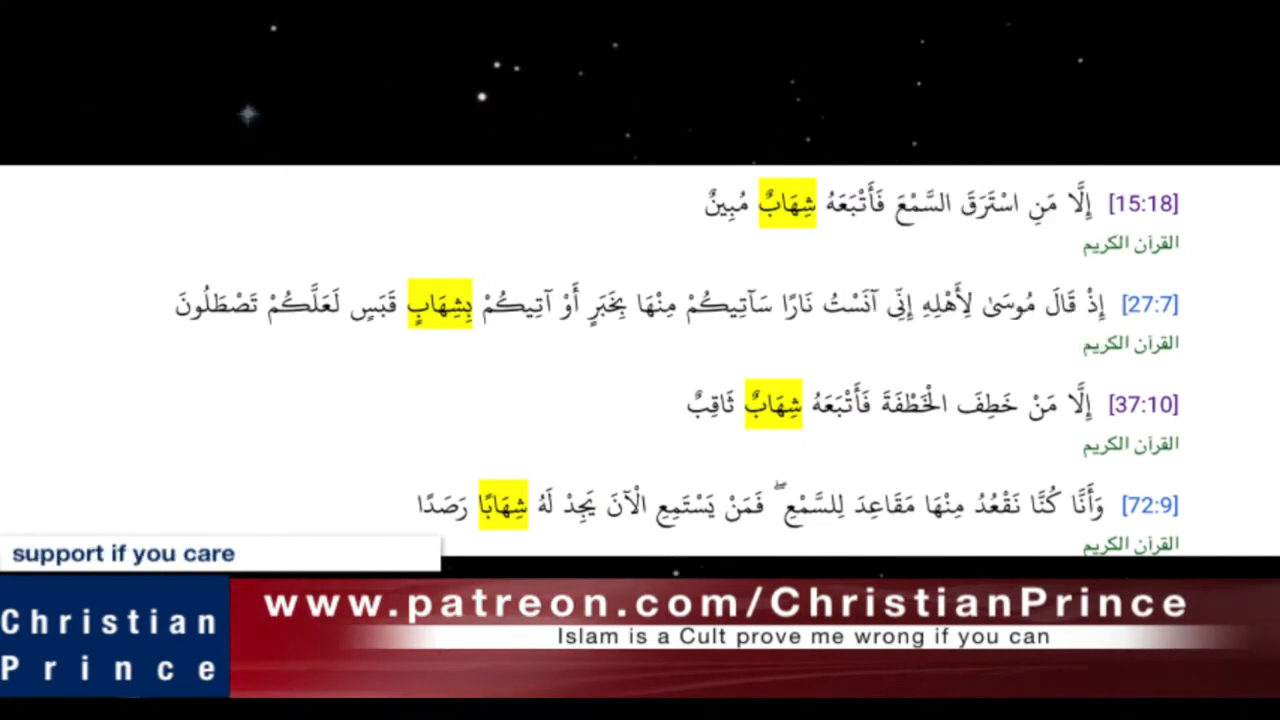 [15:18] إِلَّا مَنِ اسْتَرَقَ السَّمْعَ فَأَتْبَعَهُ شِهَابٌ مُبِينٌ
القرآن الكريم
[27:7] إِذْ قَالَ مُوسَىٰ لِأَهْلِهِ إِنِّي آنَسْتُ نَارًا سَآتِيكُمْ مِنْهَا بِخَبَرٍ أَوْ آتِيكُمْ بِشِهَابٍ قَبَسٍ لَعَلَّكُمْ تَصْطَلُونَ
القرآن الكريم
[37:10] إِلَّا مَنْ خَطِفَ الْخَطْفَةَ فَأَتْبَعَهُ شِهَابٌ ثَاقِبٌ
القرآن الكريم
[72:9] وَأَنَّا كُنَّا نَقْعُدُ مِنْهَا مَقَاعِدَ لِلسَّمْعِ ۖ فَمَنْ يَسْتَمِعِ الْآنَ يَجِدْ لَهُ شِهَابًا رَصَدًا
القرآن الكريم
support if you care
Christian
Prince
www.patreon.com/ChristianPrince
Islam is a Cult prove me wrong if you can